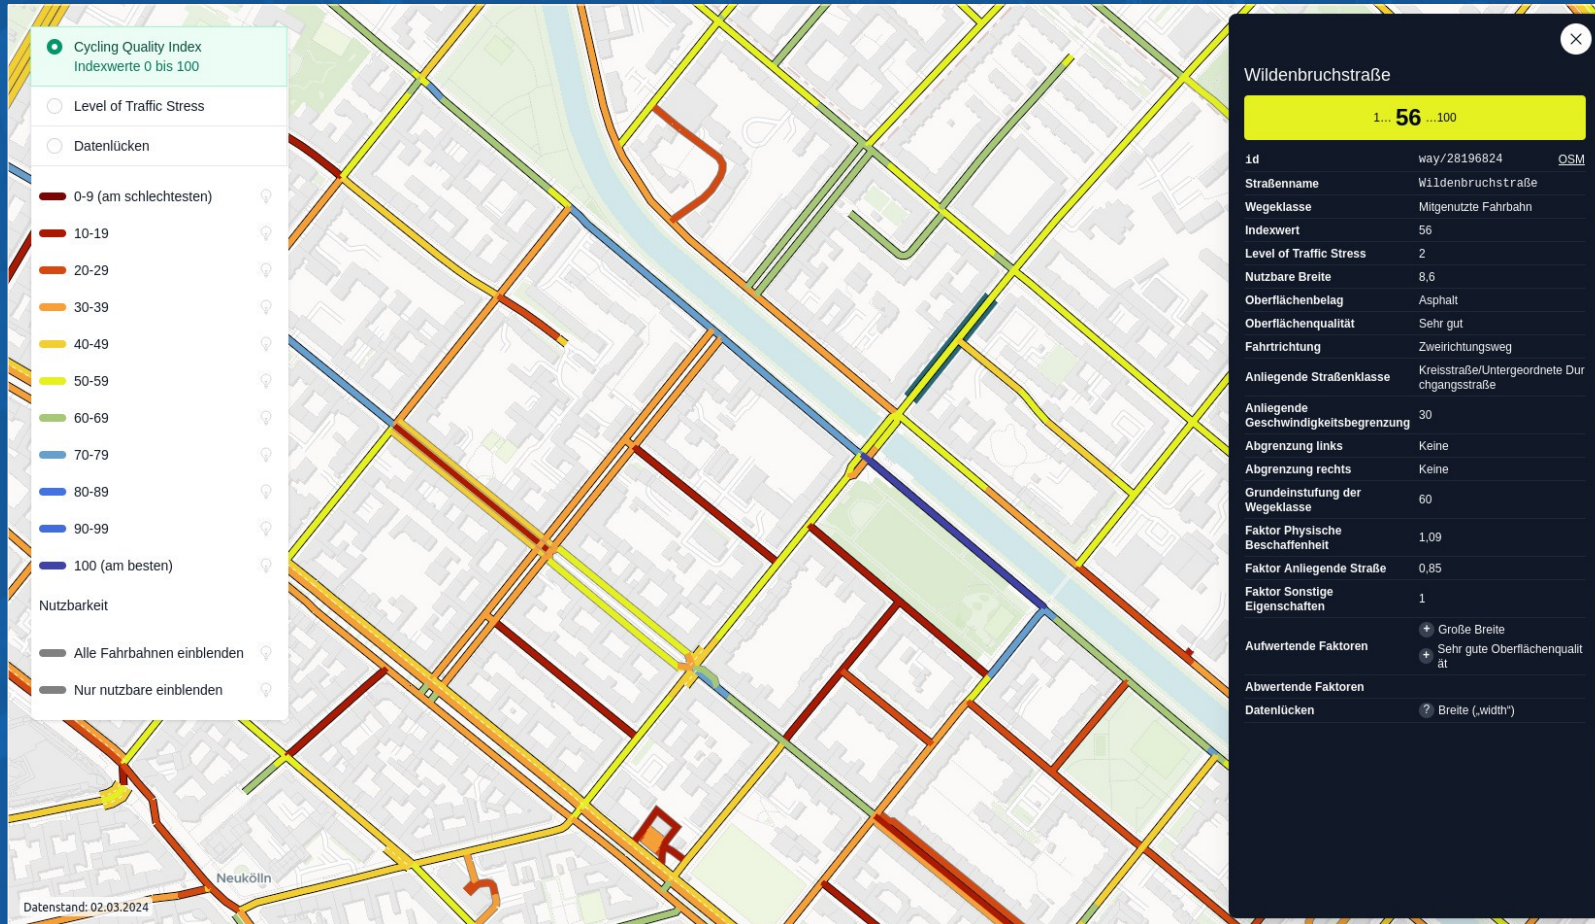 Cycling Quality Index
Indexwerte 0 bis 100
Level of Traffic Stress
Datenlücken
0-9 (am schlechtesten)
10-19
20-29
30-39
40-49
50-59
60-69
70-79
80-89
90-99
100 (am besten)
Nutzbarkeit
Alle Fahrbahnen einblenden
Nur nutzbare einblenden
Neukölln
Datenstand: 02.03.2024
Wildenbruchstraße
1... 56 ...100
id way/28196824 OSM
Straßenname Wildenbruchstraße
Wegeklasse Mitgenutzte Fahrbahn
Indexwert 56
Level of Traffic Stress 2
Nutzbare Breite 8,6
Oberflächenbelag Asphalt
Oberflächenqualität Sehr gut
Fahrtrichtung Zweirichtungsweg
Anliegende Straßenklasse Kreisstraße/Untergeordnete Dur
chgangsstraße
Anliegende
Geschwindigkeitsbegrenzung 30
Abgrenzung links Keine
Abgrenzung rechts Keine
Grundeinstufung der
Wegeklasse 60
Faktor Physische
Beschaffenheit 1,09
Faktor Anliegende Straße 0,85
Faktor Sonstige
Eigenschaften 1
Aufwertende Faktoren
+ Große Breite
+ Sehr gute Oberflächenqualit
ät
Abwertende Faktoren
Datenlücken ? Breite („width“)